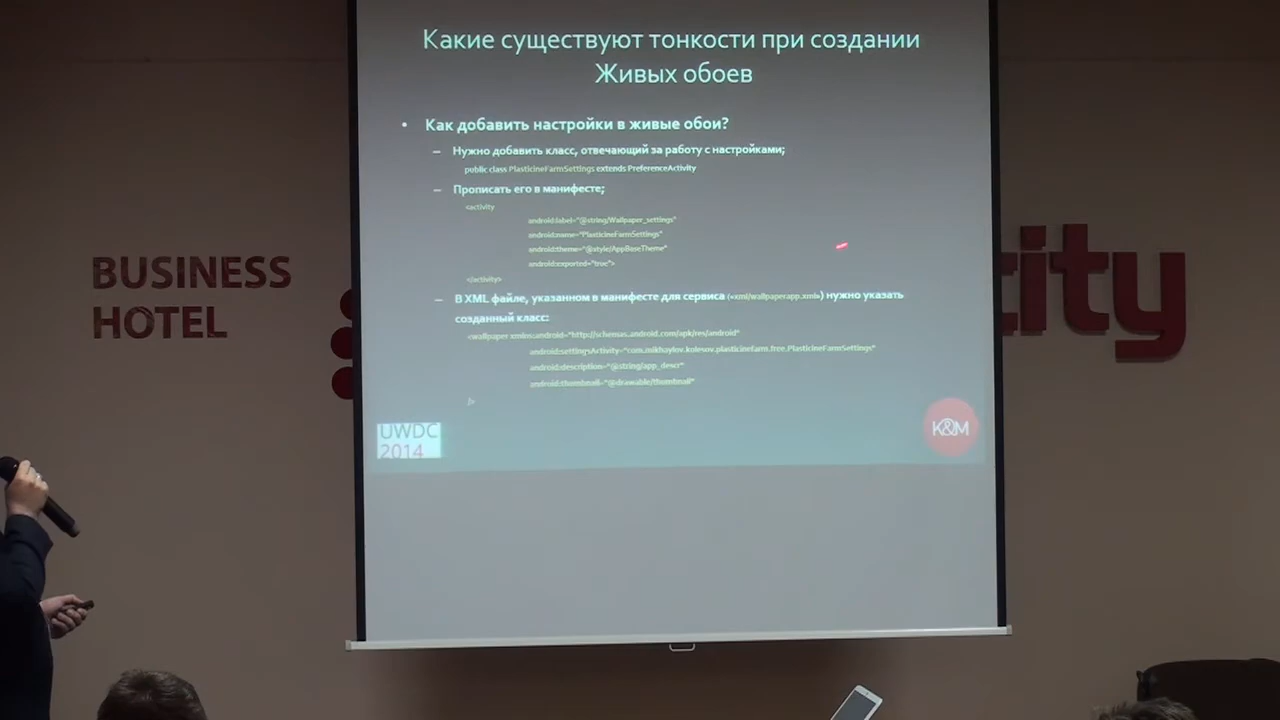 Какие существуют тонкости при создании
Живых обоев
• Как добавить настройки в живые обои?
– Нужно добавить класс, отвечающий за работу с настройками;
public class PlasticineFarmSettings extends PreferenceActivity
– Прописать его в манифесте;
<activity
android:label="@string/Wallpaper_settings"
android:name="PlasticineFarmSettings"
android:theme="@style/AppBaseTheme"
android:exported="true">
</activity>
– В XML файле, указанном в манифесте для сервиса («xml/wallpaperapp.xml») нужно указать
созданный класс:
<wallpaper xmlns:android="http://schemas.android.com/apk/res/android"
android:settingsActivity="com.mikhaylov.kolesov.plasticinefarm.free.PlasticineFarmSettings"
android:description="@string/app_descr"
android:thumbnail="@drawable/thumbnail"
/>
UWDC
2014
K&M
BUSINESS
HOTEL
city